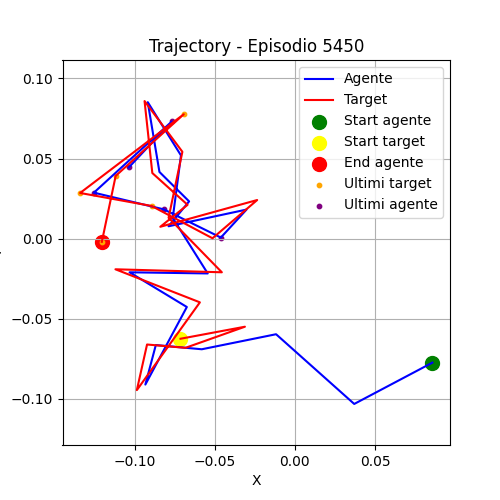 Trajectory - Episodio 5450
Agente
Target
Start agente
Start target
End agente
Ultimi target
Ultimi agente
0.10
0.05
0.00
−0.05
−0.10
−0.10
−0.05
0.00
0.05
X